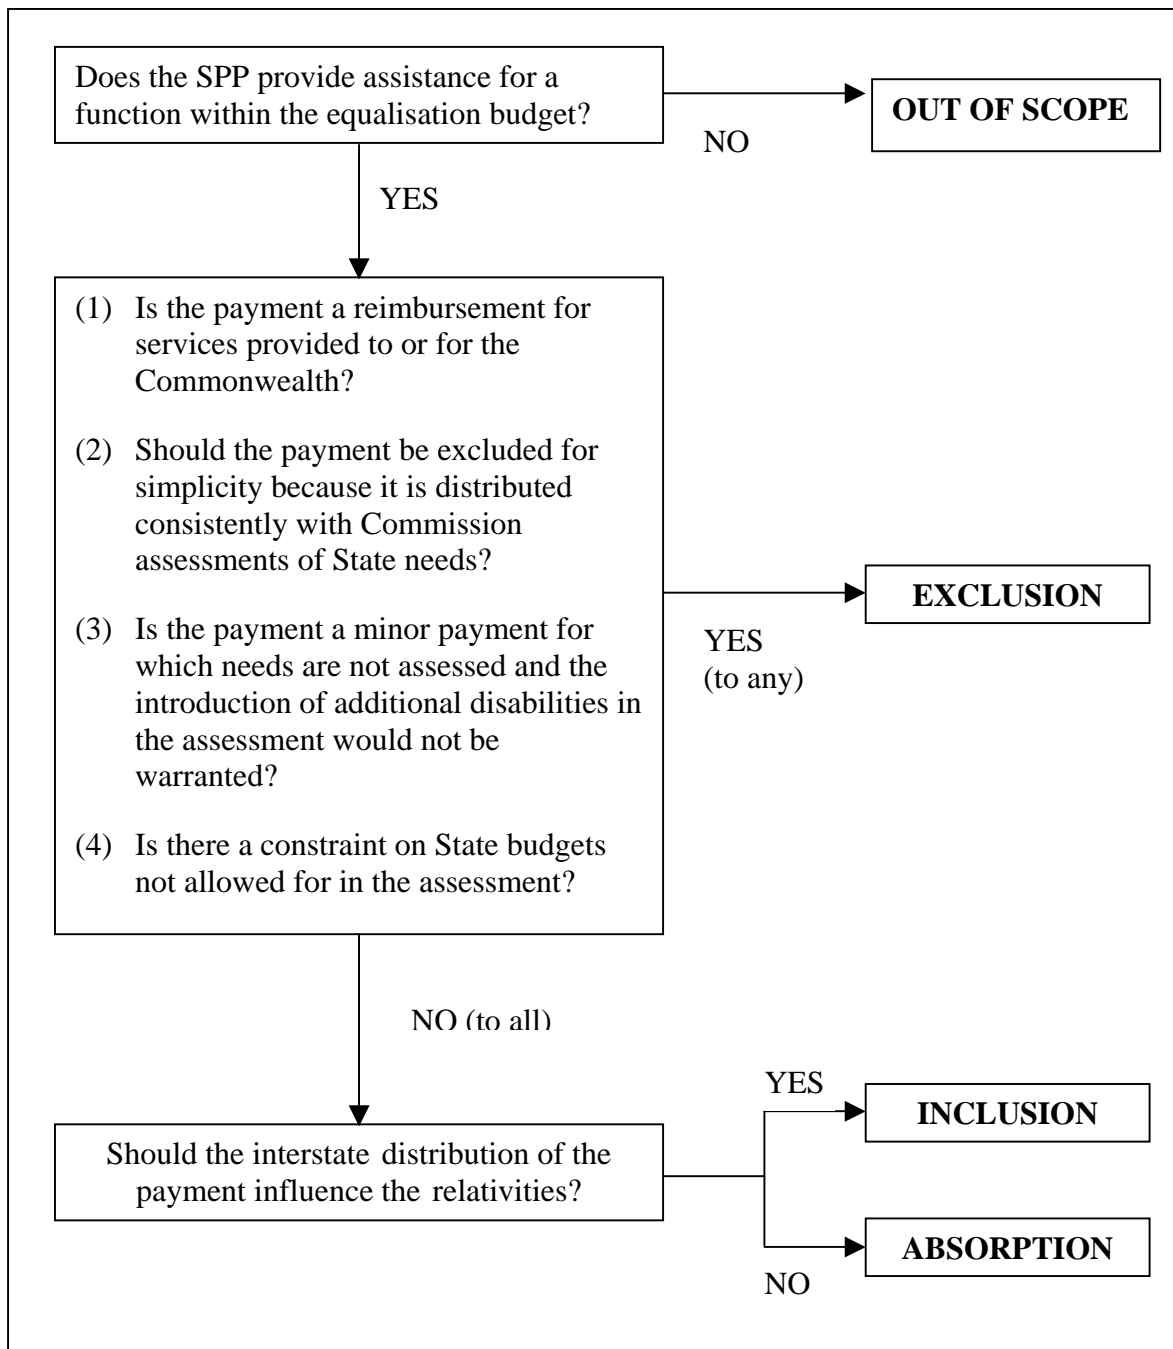 Does the SPP provide assistance for a
function within the equalisation budget?
OUT OF SCOPE
NO
YES
(1) Is the payment a reimbursement for
services provided to or for the
Commonwealth?
(2) Should the payment be excluded for
simplicity because it is distributed
consistently with Commission
assessments of State needs?
(3) Is the payment a minor payment for
which needs are not assessed and the
introduction of additional disabilities in
the assessment would not be
warranted?
(4) Is there a constraint on State budgets
not allowed for in the assessment?
EXCLUSION
YES
(to any)
NO (to all)
Should the interstate distribution of the
payment influence the relativities?
YES
INCLUSION
ABSORPTION
NO